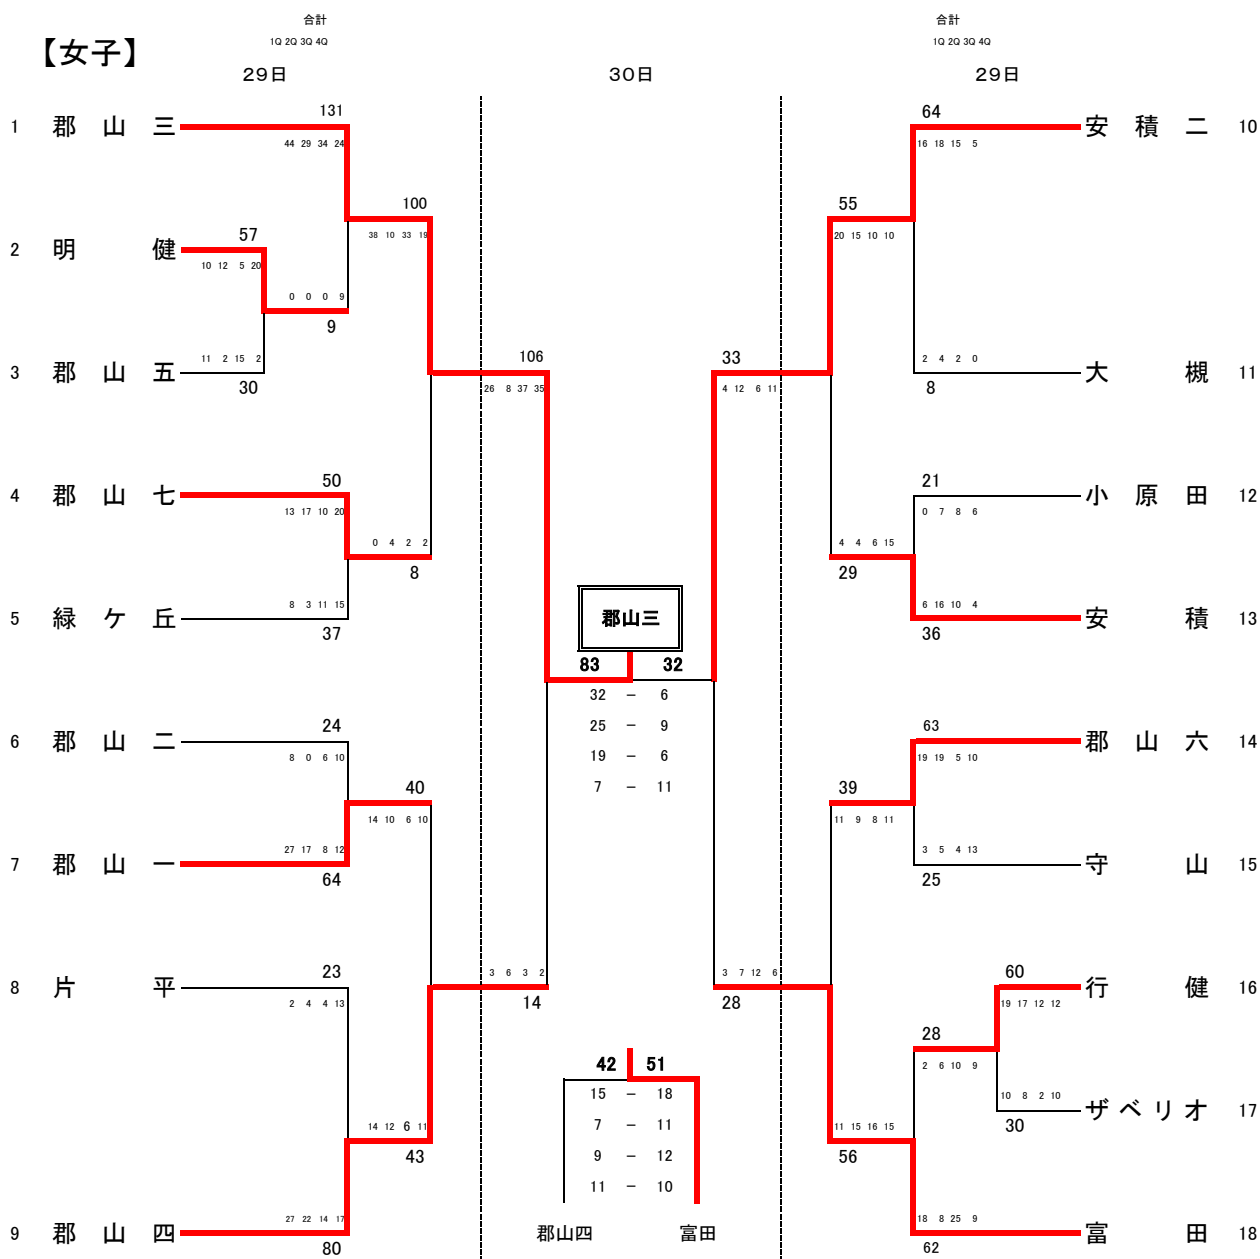 合計 合計
1Q 2Q 3Q 4Q 1Q 2Q 3Q 4Q
【女子】
29日 30日 29日
131 64
1 郡山三 安積二 10
44 29 34 24 16 18 15 5
100 55
57 38 10 33 19 20 15 10 10
2 明健
10 12 5 20
0 0 0 9
9
106 33
11 2 15 2 2 4 2 0
3 郡山五 大槻 11
30 26 8 37 35 4 12 6 11 8
50 21
4 郡山七 小原田 12
13 17 10 20 0 7 8 6
0 4 2 2 4 4 6 15
8 29
8 3 11 15 6 16 10 4
5 緑ケ丘 郡山三 安積 13
37 36
83 32
32 － 6
24 25 － 9 63
6 郡山二 郡山六 14
8 0 6 10 19 － 6 19 19 5 10
40 7 － 11 39
14 10 6 10 11 9 8 11
27 17 8 12 3 5 4 13
7 郡山一 守山 15
64 25
23 3 6 3 2 3 7 12 6 60
8 片平 行健 16
2 4 4 13 14 28 19 17 12 12
28
42 51 2 6 10 9
15 － 18 10 8 2 10
ザベリオ 17
14 12 6 11 7 － 11 11 15 16 15 30
43 9 － 12 56
11 － 10
27 22 14 17 18 8 25 9
9 郡山四 郡山四 富田 富田 18
80 62